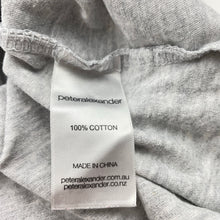 peteralexander
100% COTTON
MADE IN CHINA
peteralexander.com.au
peteralexander.co.nz